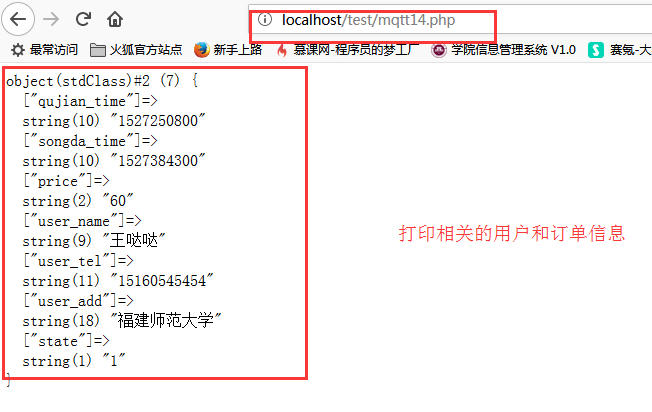 localhost/test/mqtt14.php
最常访问 火狐官方站点 新手上路 慕课网-程序员的梦工厂 学院信息管理系统 V1.0 赛氪-大
object(stdClass)#2 (7) {
["qujian_time"]=>
string(10) "1527250800"
["songda_time"]=>
string(10) "1527384300"
["price"]=>
string(2) "60"
["user_name"]=>
string(9) "王哒哒"
["user_tel"]=>
string(11) "15160545454"
["user_add"]=>
string(18) "福建师范大学"
["state"]=>
string(1) "1"
}
打印相关的用户和订单信息